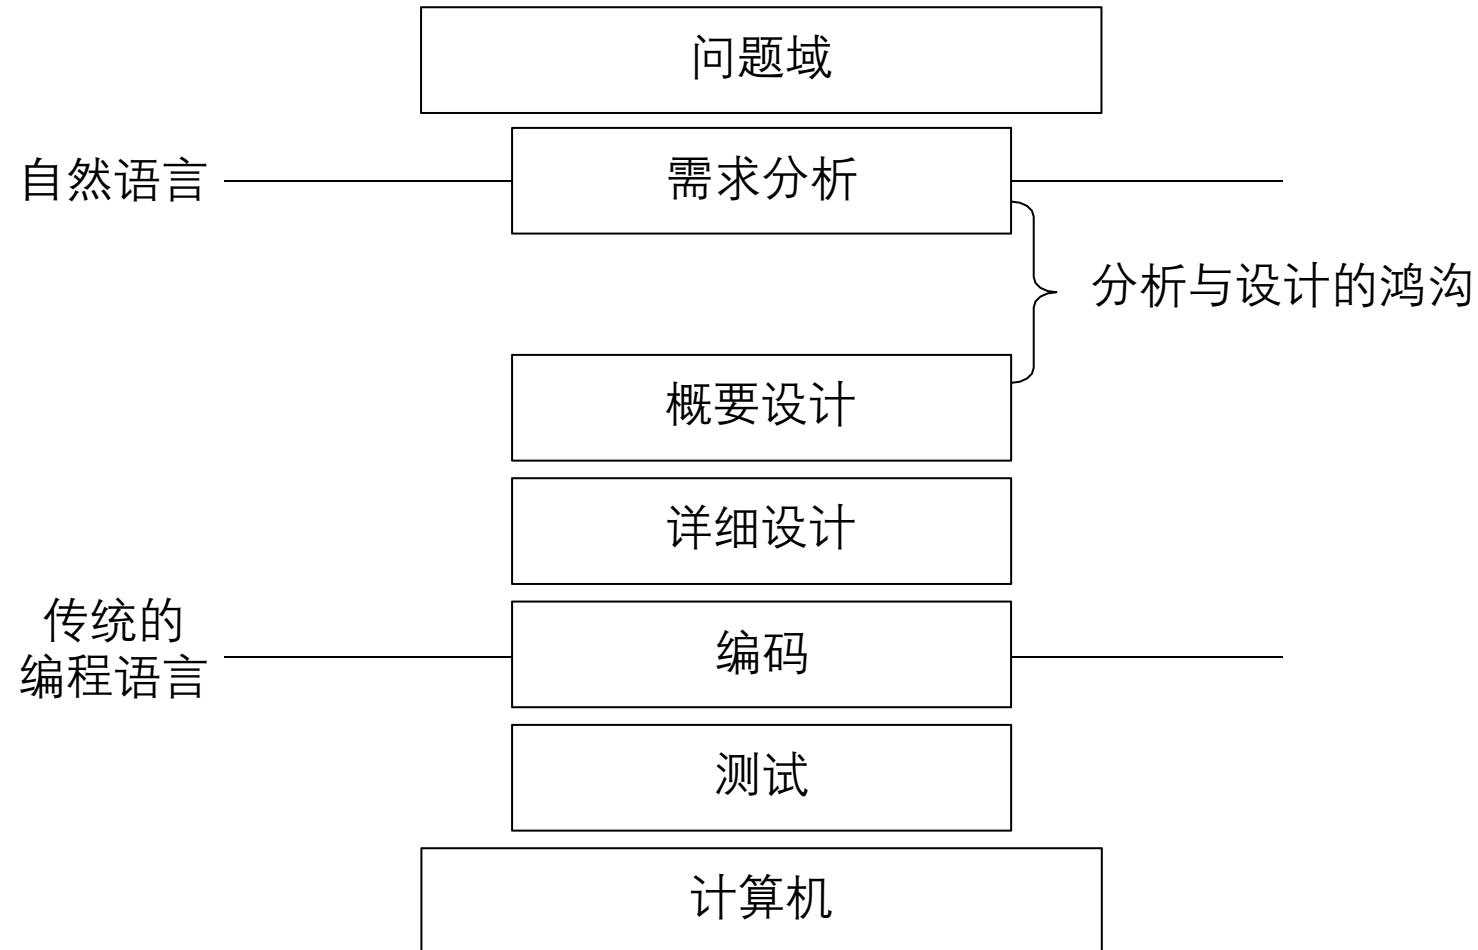 问题域
自然语言
需求分析
分析与设计的鸿沟
概要设计
详细设计
传统的
编程语言
编码
测试
计算机